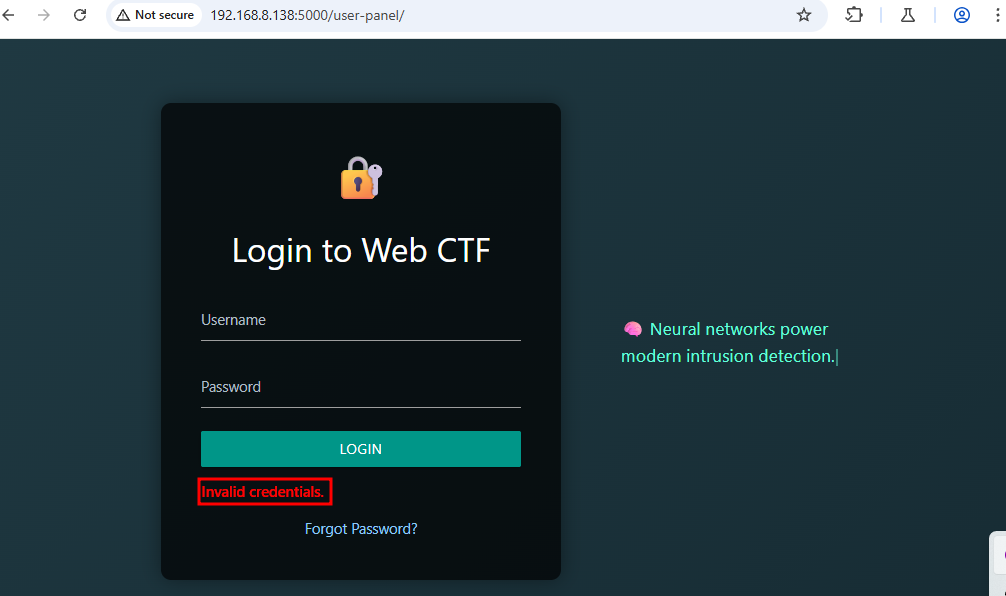 Not secure
192.168.8.138:5000/user-panel/
Login to Web CTF
Username
Password
LOGIN
Invalid credentials.
Forgot Password?
Neural networks power
modern intrusion detection.|